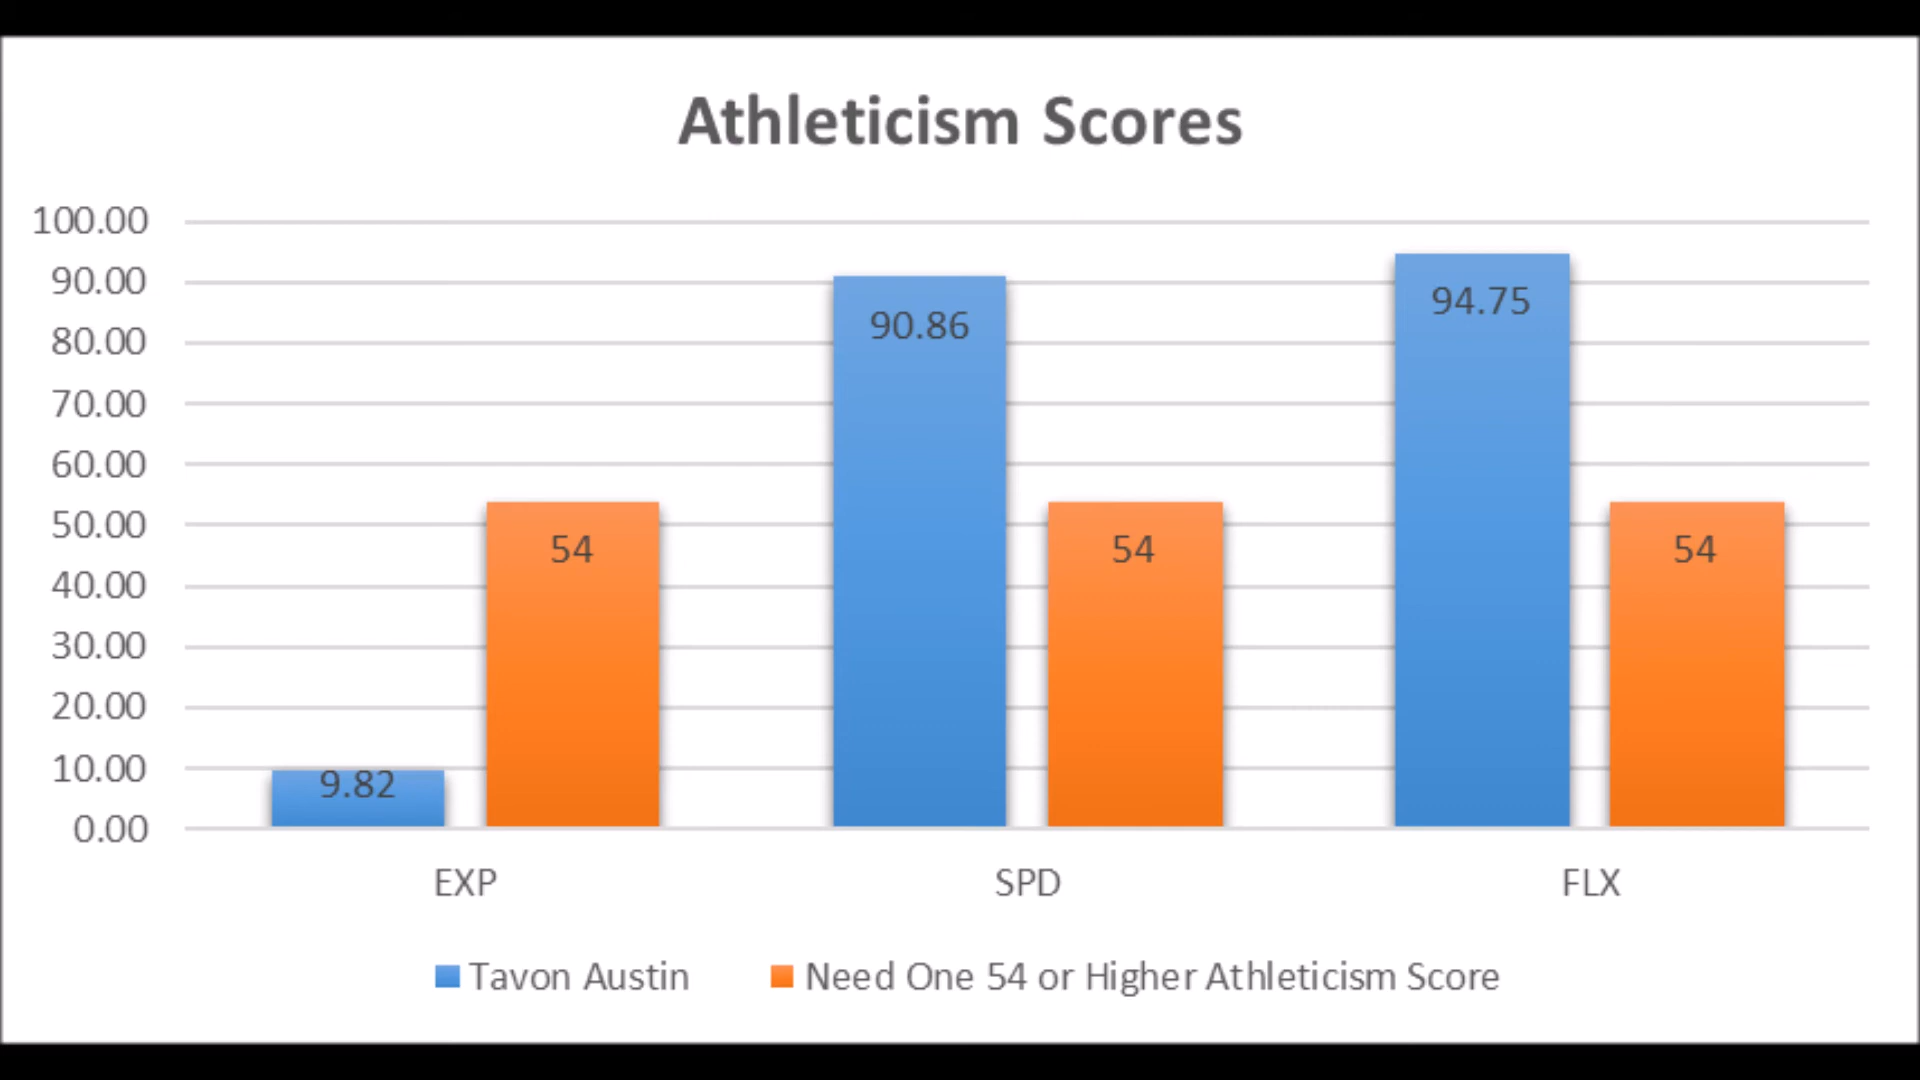 Athleticism Scores
100.00
90.00
80.00
70.00
60.00
50.00
40.00
30.00
20.00
10.00
0.00
9.82
54
90.86
54
94.75
54
EXP
SPD
FLX
Tavon Austin
Need One 54 or Higher Athleticism Score